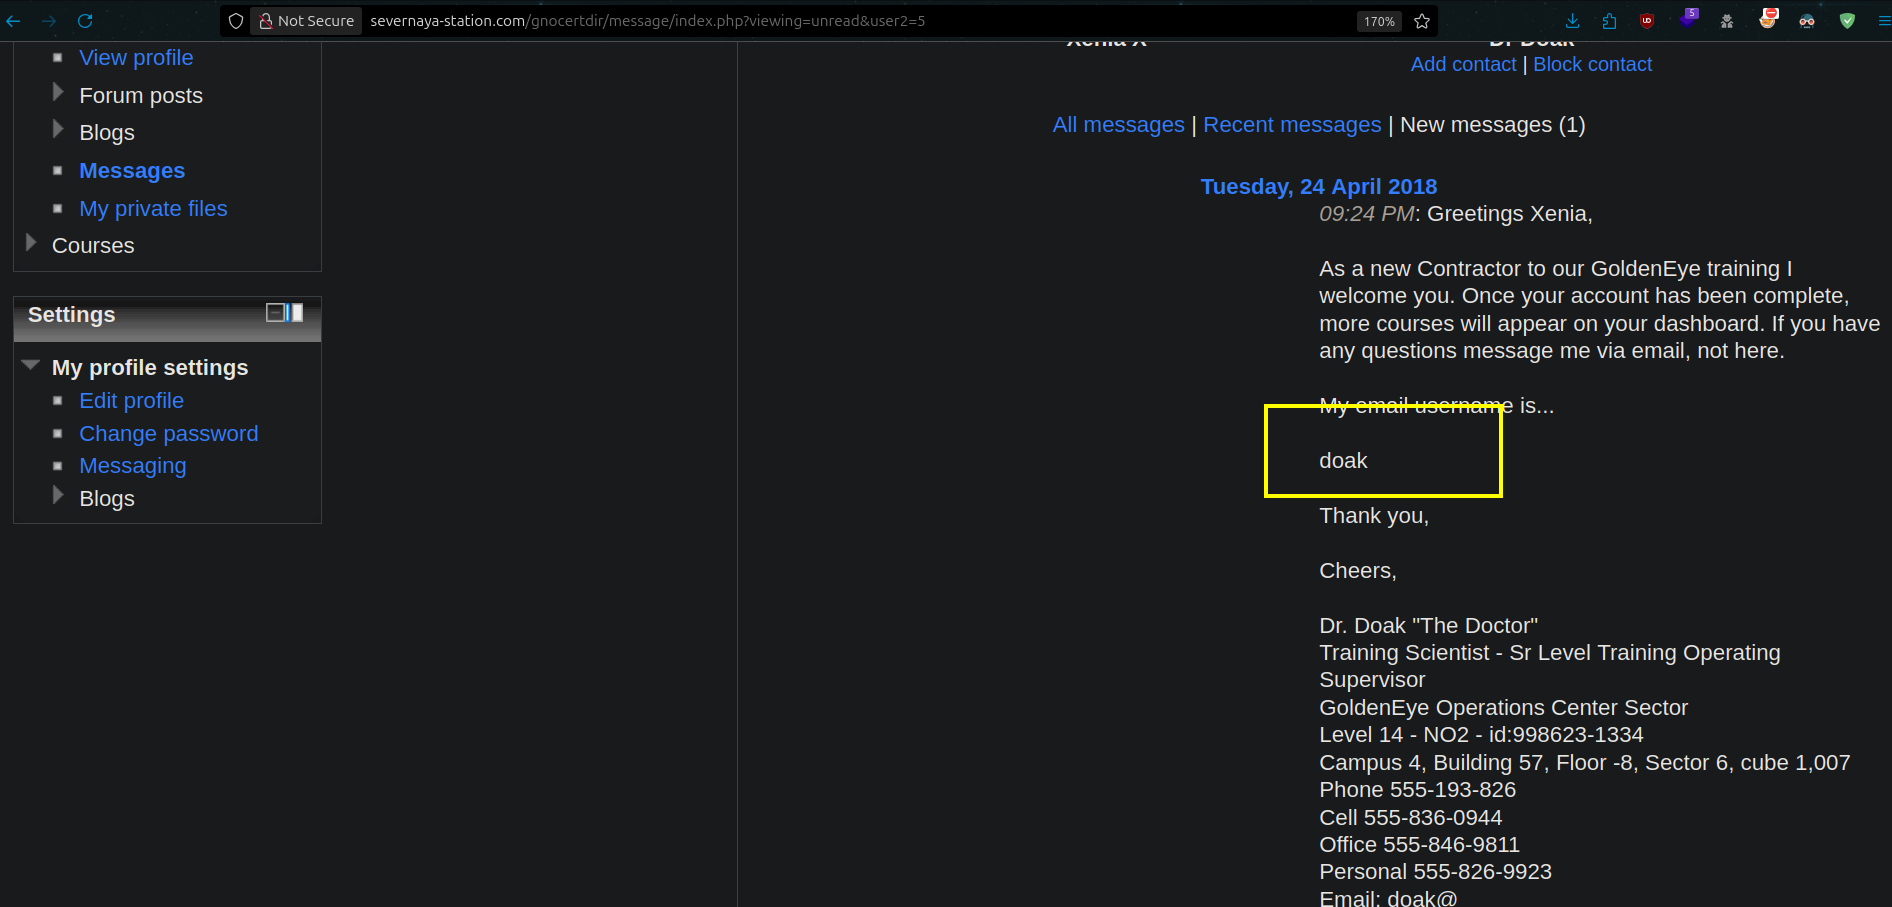 Not Secure severnaya-station.com/gnocertdir/message/index.php?viewing=unread&user2=5 170%
5
View profile
Forum posts
Blogs
Messages
My private files
Courses
Settings
My profile settings
Edit profile
Change password
Messaging
Blogs
Xenia X Dr Doak
Add contact | Block contact
All messages | Recent messages | New messages (1)
Tuesday, 24 April 2018
09:24 PM: Greetings Xenia,
As a new Contractor to our GoldenEye training I
welcome you. Once your account has been complete,
more courses will appear on your dashboard. If you have
any questions message me via email, not here.
My email username is...
doak
Thank you,
Cheers,
Dr. Doak "The Doctor"
Training Scientist - Sr Level Training Operating
Supervisor
GoldenEye Operations Center Sector
Level 14 - NO2 - id:998623-1334
Campus 4, Building 57, Floor -8, Sector 6, cube 1,007
Phone 555-193-826
Cell 555-836-0944
Office 555-846-9811
Personal 555-826-9923
Email: doak@